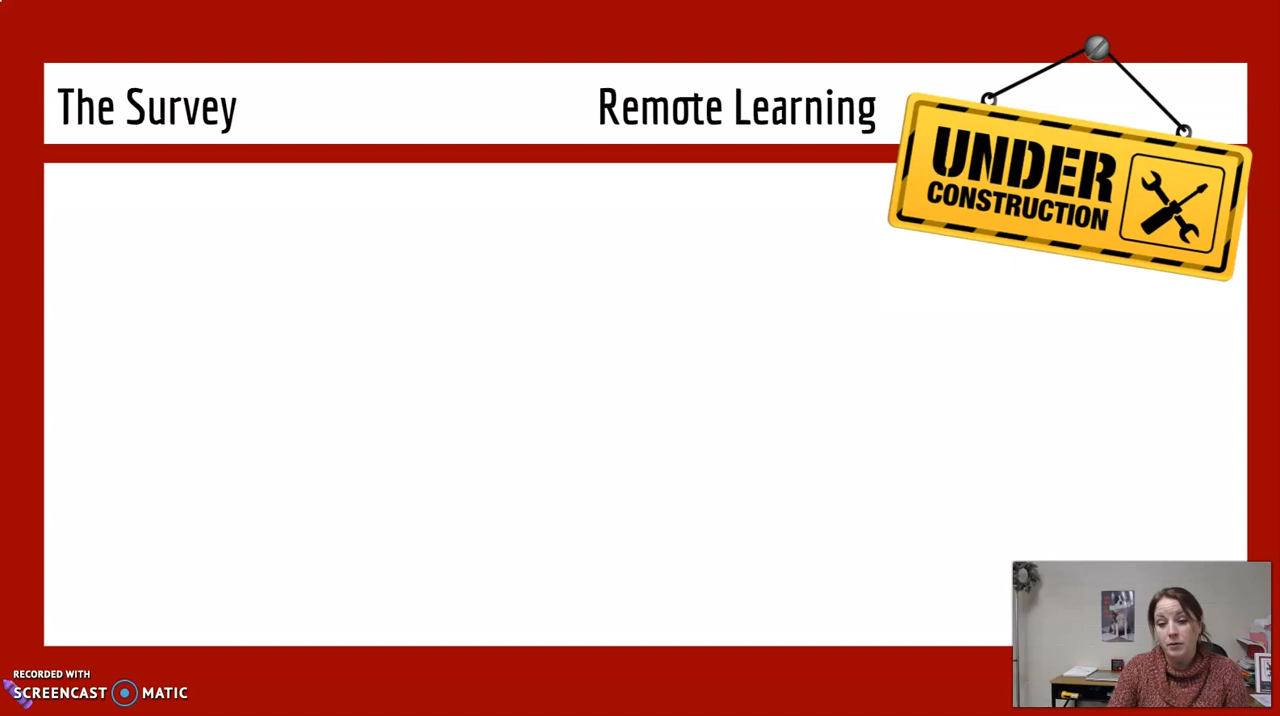 The Survey
Remote Learning
UNDER
CONSTRUCTION
RECORDED WITH
SCREENCAST MATIC